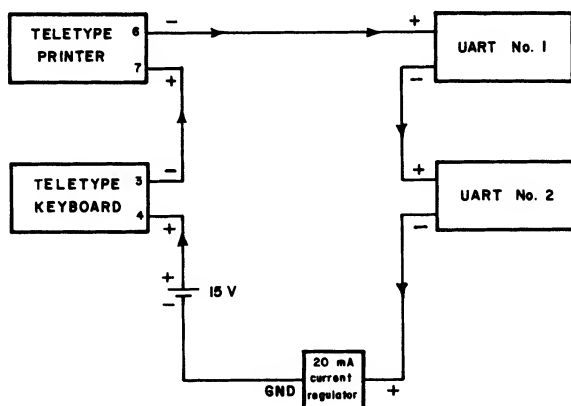 TELETYPE
PRINTER
6
7
−
+
+
−
UART No. 1
TELETYPE
KEYBOARD
3
4
−
+
+
−
UART No. 2
+
−
15 V
20 mA
current
regulator
GND
+